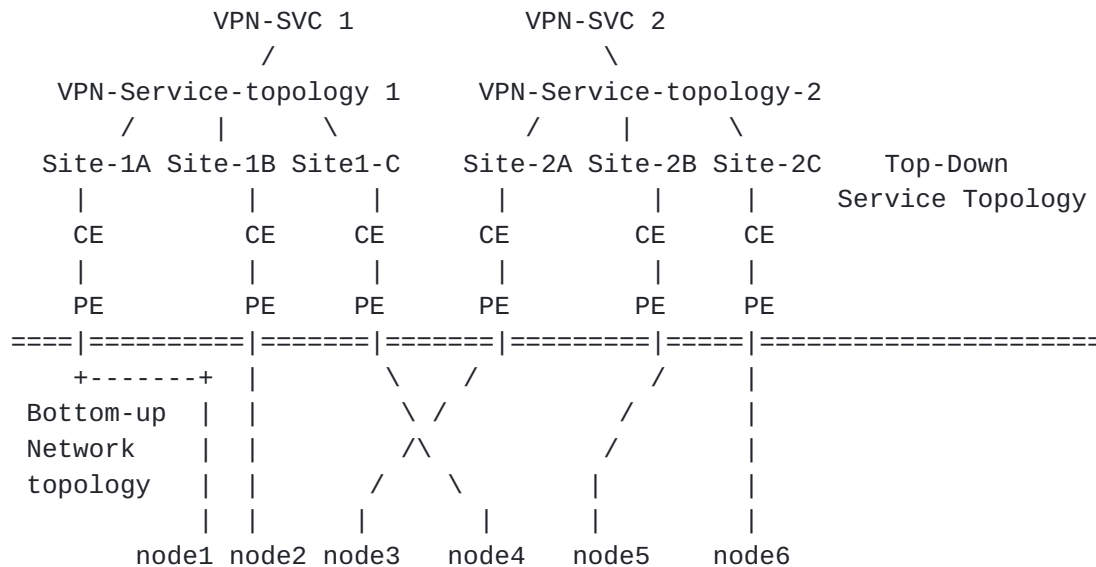 VPN-SVC 1 VPN-SVC 2
VPN-Service-topology 1 VPN-Service-topology-2
Site-1A Site-1B Site1-C Site-2A Site-2B Site-2C Top-Down
Service Topology
CE CE CE CE CE CE
PE PE PE PE PE PE
Bottom-up
Network
topology
node1 node2 node3 node4 node5 node6